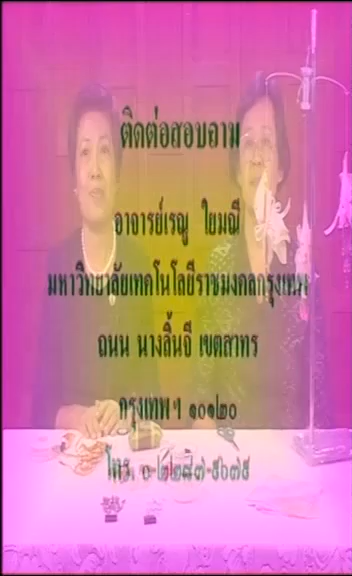 ติดต่อสอบถาม
อาจารย์เรณู ใยมณี
มหาวิทยาลัยเทคโนโลยีราชมงคลกรุงเทพ
ถนน นางลิ้นจี่ เขตสาทร
กรุงเทพฯ ๑๐๑๒๐
โทร.